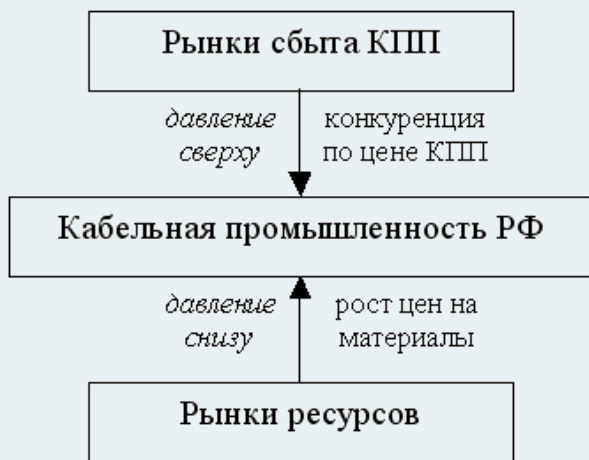 Рынки сбыта КПП
давление конкуренция
сверху по цене КПП
Кабельная промышленность РФ
давление рост цен на
снизу материалы
Рынки ресурсов